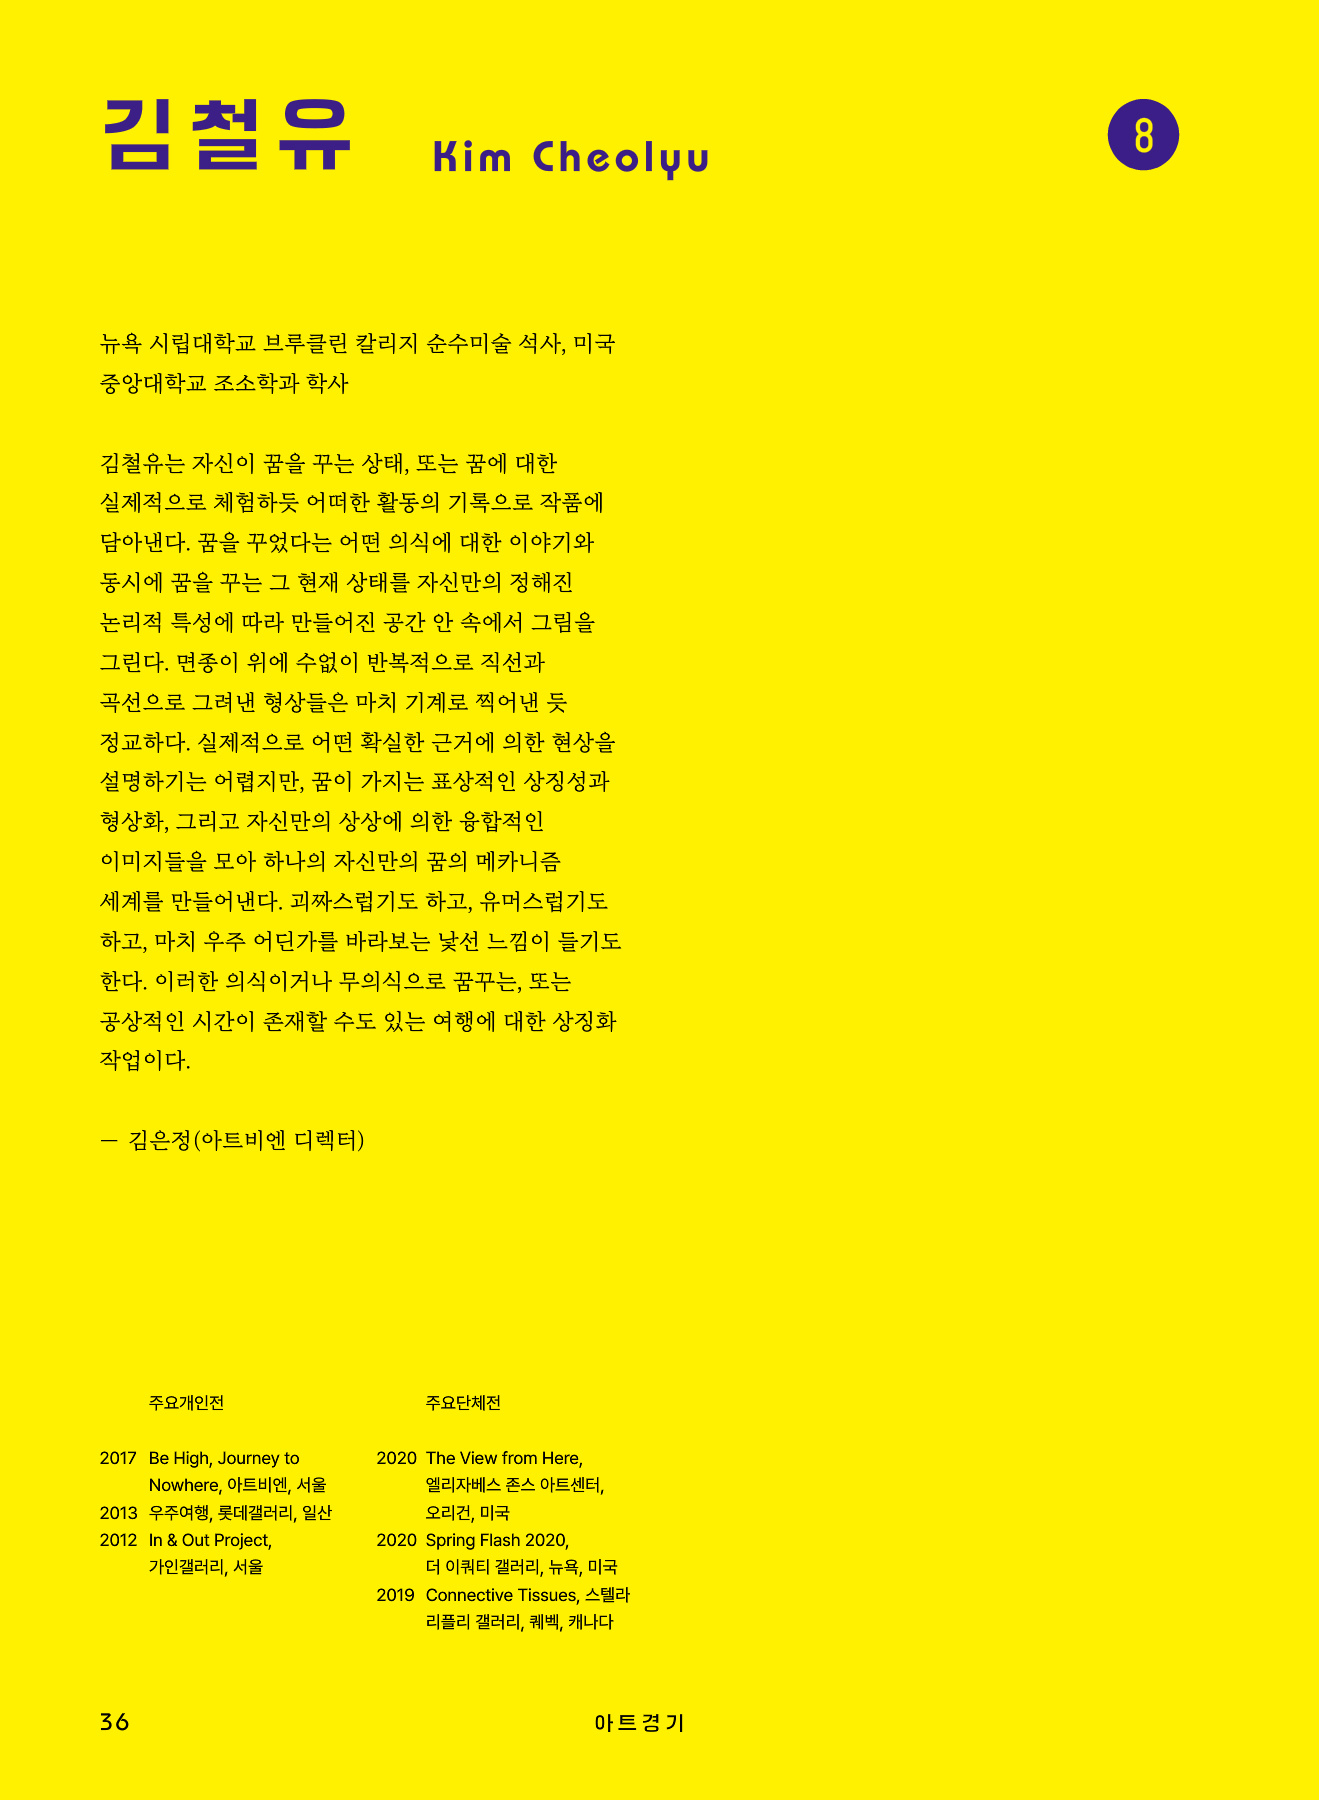 김철유 Kim Cheolyu
8
뉴욕 시립대학교 브루클린 칼리지 순수미술 석사, 미국
중앙대학교 조소학과 학사
김철유는 자신이 꿈을 꾸는 상태, 또는 꿈에 대한
실제적으로 체험하듯 어떠한 활동의 기록으로 작품에
담아낸다. 꿈을 꾸었다는 어떤 의식에 대한 이야기와
동시에 꿈을 꾸는 그 현재 상태를 자신만의 정해진
논리적 특성에 따라 만들어진 공간 안 속에서 그림을
그린다. 면종이 위에 수없이 반복적으로 직선과
곡선으로 그려낸 형상들은 마치 기계로 찍어낸 듯
정교하다. 실제적으로 어떤 확실한 근거에 의한 현상을
설명하기는 어렵지만, 꿈이 가지는 표상적인 상징성과
형상화, 그리고 자신만의 상상에 의한 융합적인
이미지들을 모아 하나의 자신만의 꿈의 메카니즘
세계를 만들어낸다. 괴짜스럽기도 하고, 유머스럽기도
하고, 마치 우주 어딘가를 바라보는 낯선 느낌이 들기도
한다. 이러한 의식이거나 무의식으로 꿈꾸는, 또는
공상적인 시간이 존재할 수도 있는 여행에 대한 상징화
작업이다.
— 김은정(아트비엔 디렉터)
주요개인전
2017 Be High, Journey to
Nowhere, 아트비엔, 서울
2013 우주여행, 롯데갤러리, 일산
2012 In & Out Project,
가인갤러리, 서울
주요단체전
2020 The View from Here,
엘리자베스 존스 아트센터,
오리건, 미국
2020 Spring Flash 2020,
더 이쿼티 갤러리, 뉴욕, 미국
2019 Connective Tissues, 스텔라
리플리 갤러리, 퀘벡, 캐나다
36
아트경기